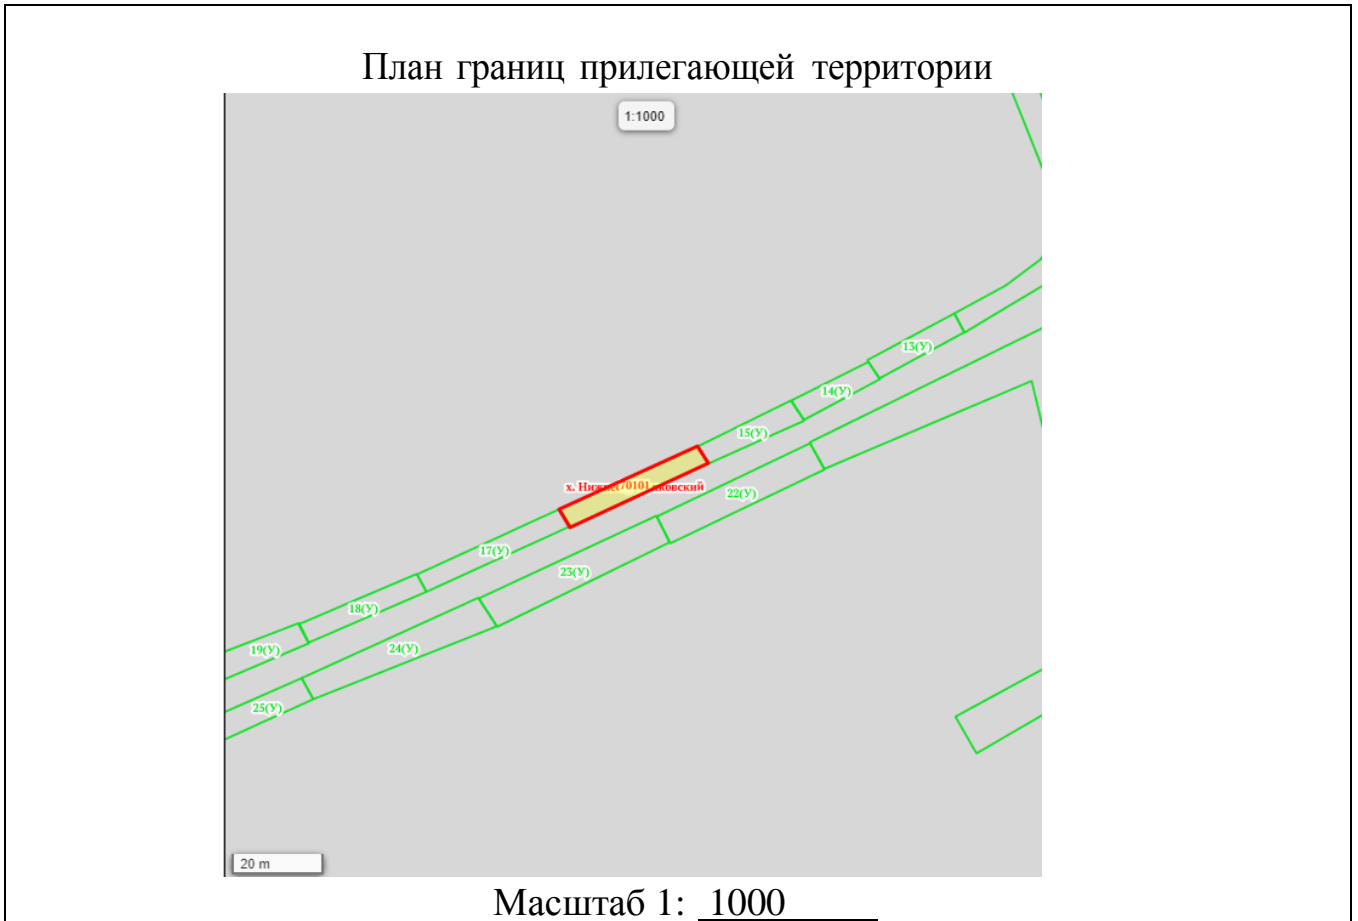 План границ прилегающей территории
1:1000
13(У)
14(У)
15(У)
х.
70101
22(У)
17(У)
23(У)
18(У)
24(У)
19(У)
25(У)
20 m
Масштаб 1: 1000